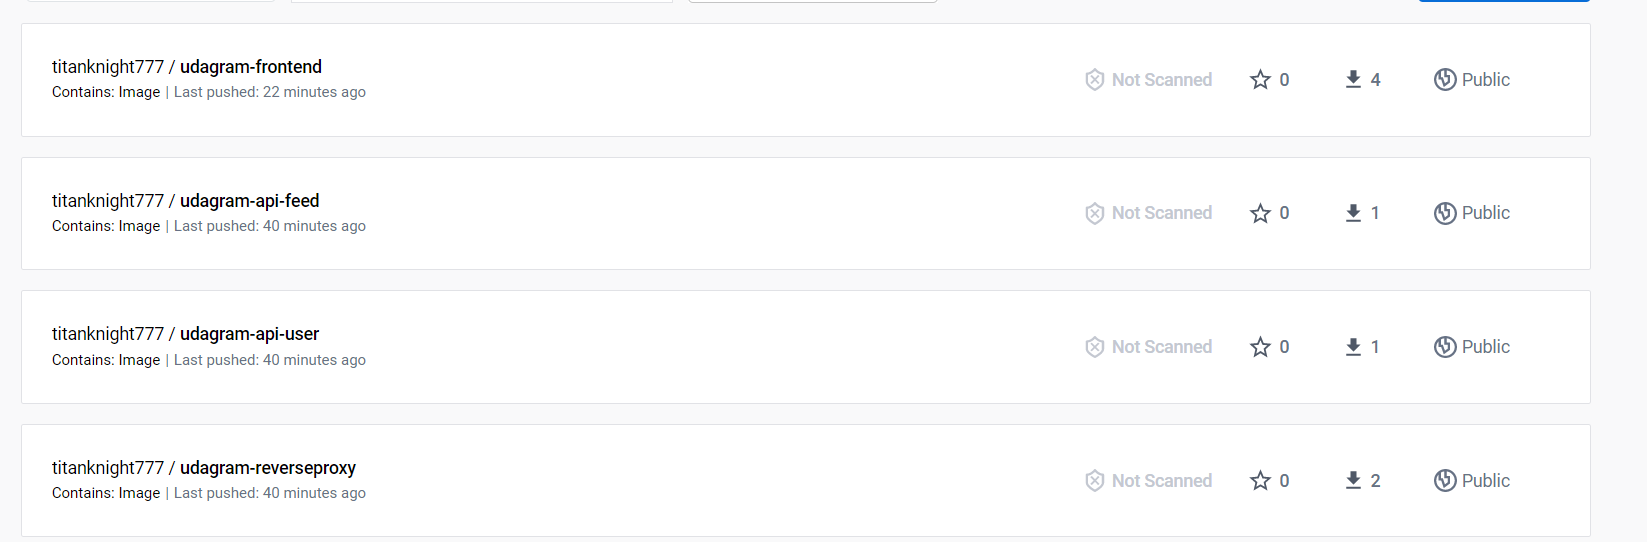 titanknight777 / udagram-frontend
Contains: Image | Last pushed: 22 minutes ago
Not Scanned 0 4 Public
titanknight777 / udagram-api-feed
Contains: Image | Last pushed: 40 minutes ago
Not Scanned 0 1 Public
titanknight777 / udagram-api-user
Contains: Image | Last pushed: 40 minutes ago
Not Scanned 0 1 Public
titanknight777 / udagram-reverseproxy
Contains: Image | Last pushed: 40 minutes ago
Not Scanned 0 2 Public